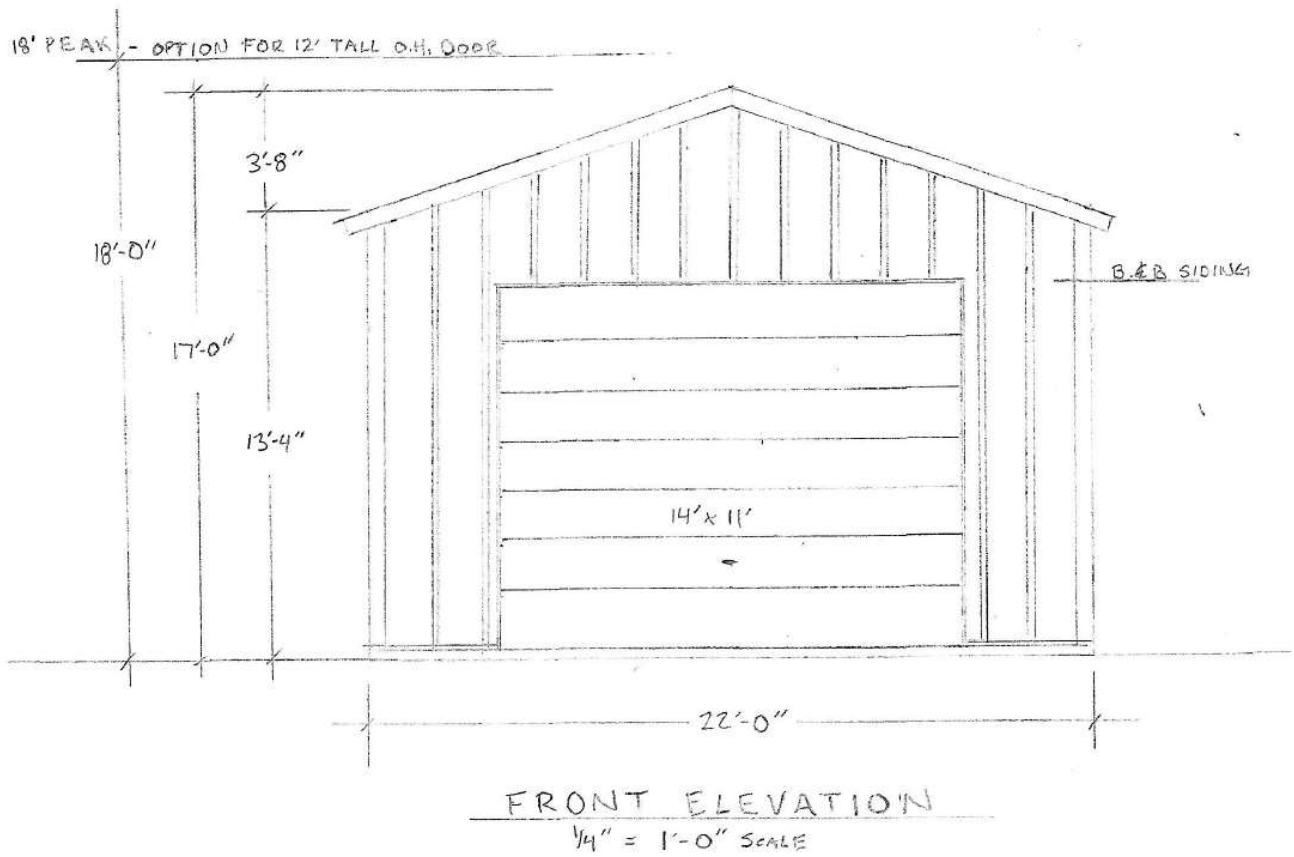 18' PEAK - OPTION FOR 12' TALL O.H. DOOR
3'-8"
18'-0"
B.&B SIDING
17'-0"
13'-4"
14' x 11'
22'-0"
FRONT ELEVATION
1/4" = 1'-0" SCALE